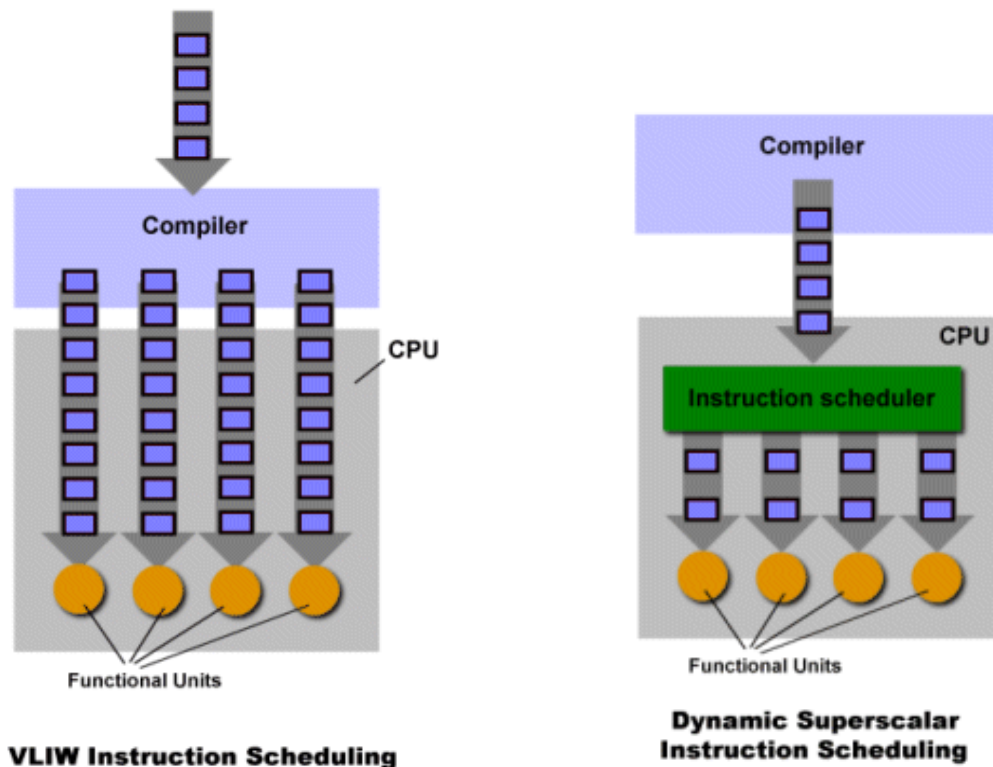 Compiler
CPU
Functional Units
VLIW Instruction Scheduling
Compiler
CPU
Instruction scheduler
Functional Units
Dynamic Superscalar
Instruction Scheduling